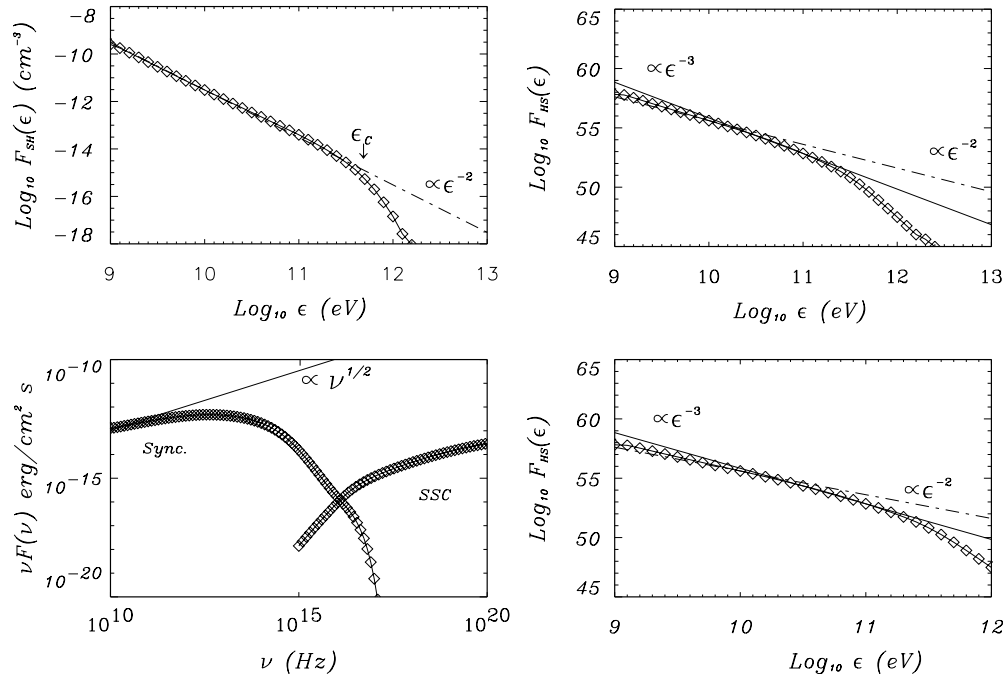 Log₁₀ F_SH(ϵ) (cm⁻³)
-8
-10
-12
-14
-16
-18
ϵ_c
∝ϵ⁻²
9 10 11 12 13
Log₁₀ ϵ (eV)
Log₁₀ F_HS(ϵ)
65
60
55
50
45
∝ϵ⁻³
∝ϵ⁻²
9 10 11 12 13
Log₁₀ ϵ (eV)
νF(ν) erg/cm² s
10⁻¹⁰
10⁻¹⁵
10⁻²⁰
∝ ν^1/2
Sync.
SSC
10¹⁰ 10¹⁵ 10²⁰
ν (Hz)
Log₁₀ F_HS(ϵ)
65
60
55
50
45
∝ϵ⁻³
∝ϵ⁻²
9 10 11 12
Log₁₀ ϵ (eV)